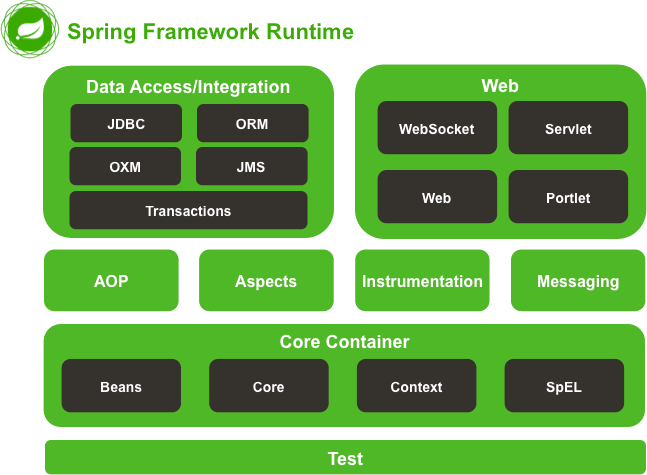 Spring Framework Runtime
Data Access/Integration
JDBC
ORM
OXM
JMS
Transactions
Web
WebSocket
Servlet
Web
Portlet
AOP
Aspects
Instrumentation
Messaging
Core Container
Beans
Core
Context
SpEL
Test